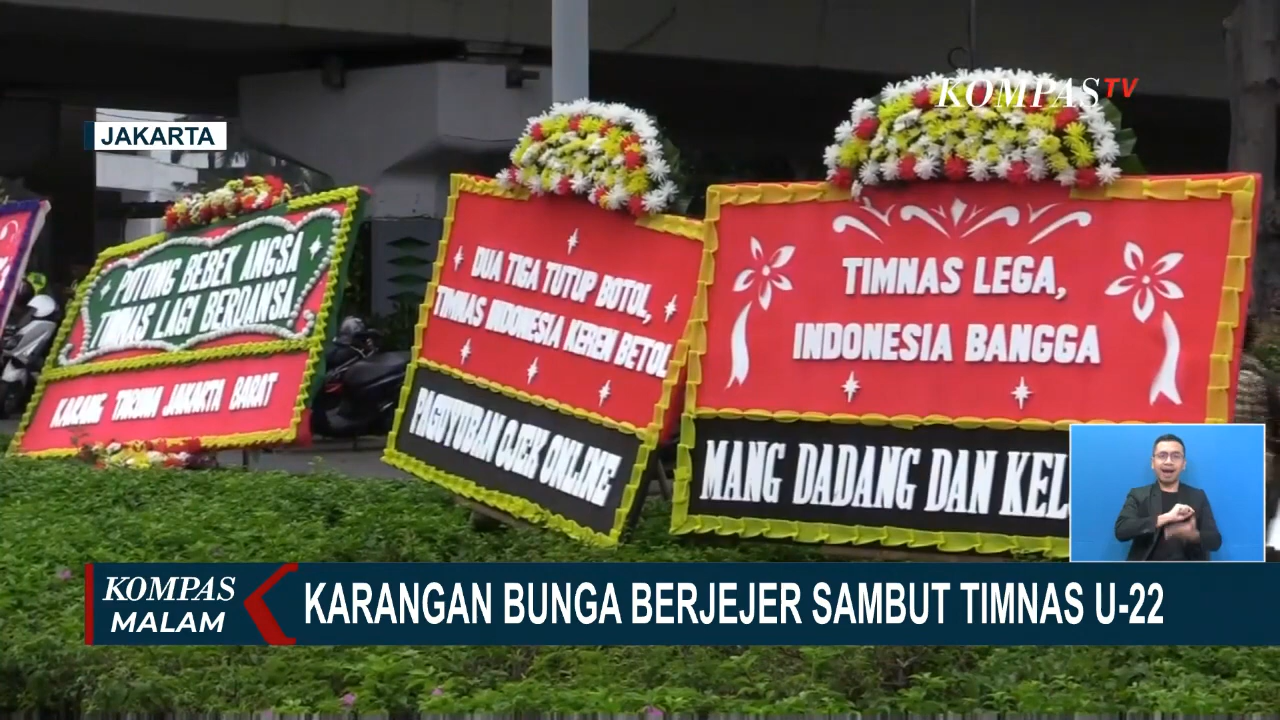 KOMPASTV
JAKARTA
POTONG BEBEK ANGSA
TIMNAS LAGI BERDANSA!
KARANG TARUNA JAKARTA BARAT
DUA TIGA TUTUP BOTOL,
TIMNAS INDONESIA KEREN BETOL
PAGUYUBAN OJEK ONLINE
TIMNAS LEGA,
INDONESIA BANGGA
MANG DADANG DAN KEL
KOMPAS
MALAM
KARANGAN BUNGA BERJEJER SAMBUT TIMNAS U-22